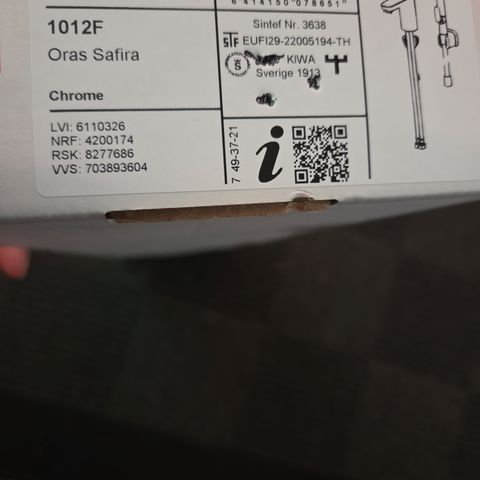 6 414150 078651
1012F
Oras Safira
Chrome
LVI: 6110326
NRF: 4200174
RSK: 8277686
VVS: 703893604
Sintef Nr. 3638
STF EUFI29-22005194-TH
KIWA
Sverige 1913
7 49-37-21
i